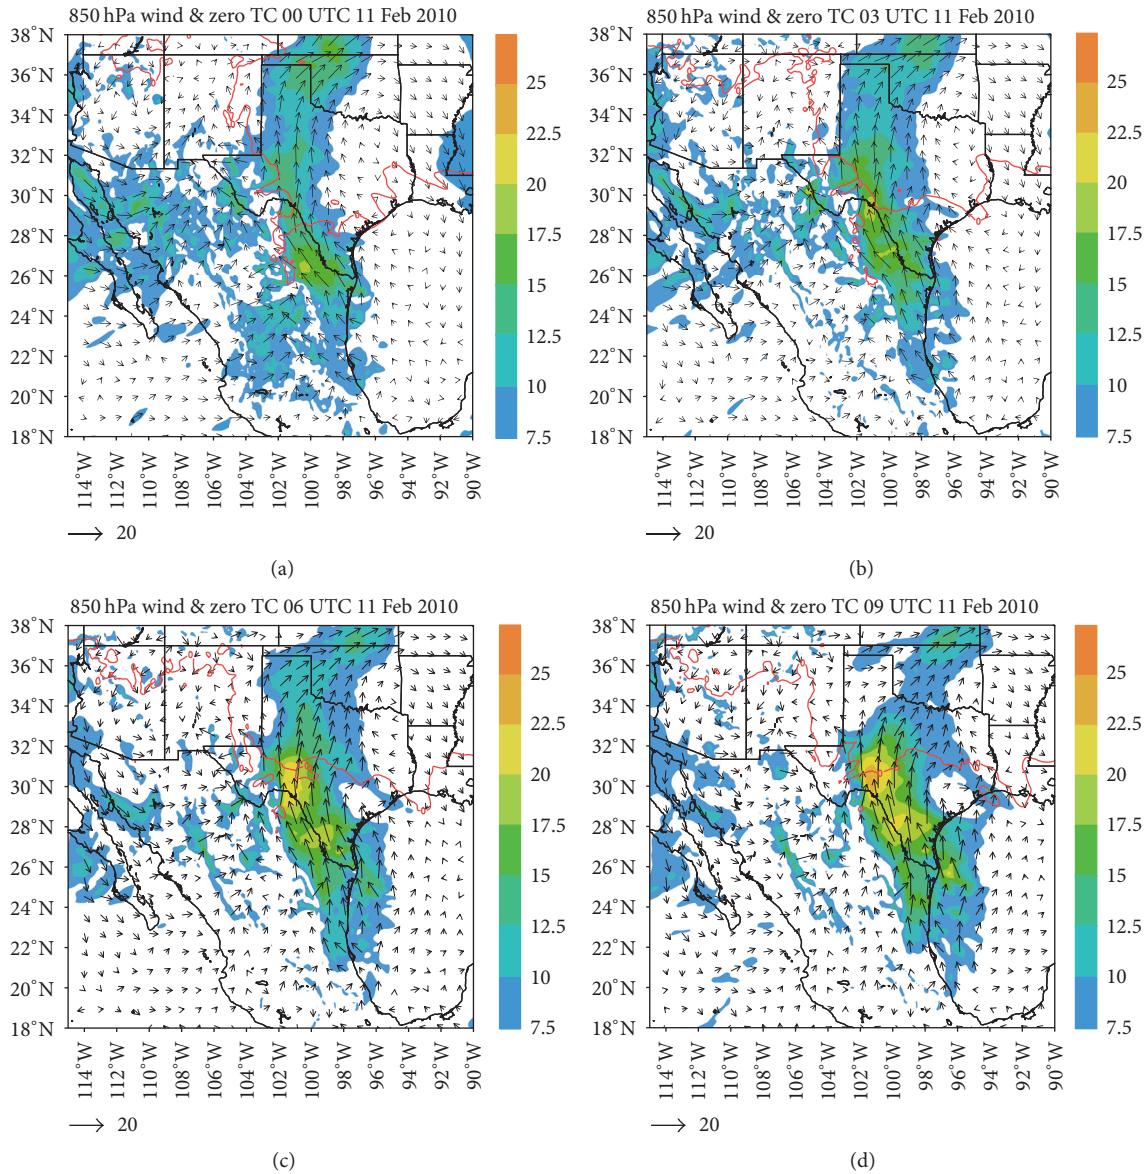 850 hPa wind & zero TC 00 UTC 11 Feb 2010
38°N
36°N
34°N
32°N
30°N
28°N
26°N
24°N
22°N
20°N
18°N
114°W
112°W
110°W
108°W
106°W
104°W
102°W
100°W
98°W
96°W
94°W
92°W
90°W
25
22.5
20
17.5
15
12.5
10
7.5
20
(a)
850 hPa wind & zero TC 03 UTC 11 Feb 2010
38°N
36°N
34°N
32°N
30°N
28°N
26°N
24°N
22°N
20°N
18°N
114°W
112°W
110°W
108°W
106°W
104°W
102°W
100°W
98°W
96°W
94°W
92°W
90°W
25
22.5
20
17.5
15
12.5
10
7.5
20
(b)
850 hPa wind & zero TC 06 UTC 11 Feb 2010
38°N
36°N
34°N
32°N
30°N
28°N
26°N
24°N
22°N
20°N
18°N
114°W
112°W
110°W
108°W
106°W
104°W
102°W
100°W
98°W
96°W
94°W
92°W
90°W
25
22.5
20
17.5
15
12.5
10
7.5
20
(c)
850 hPa wind & zero TC 09 UTC 11 Feb 2010
38°N
36°N
34°N
32°N
30°N
28°N
26°N
24°N
22°N
20°N
18°N
114°W
112°W
110°W
108°W
106°W
104°W
102°W
100°W
98°W
96°W
94°W
92°W
90°W
25
22.5
20
17.5
15
12.5
10
7.5
20
(d)